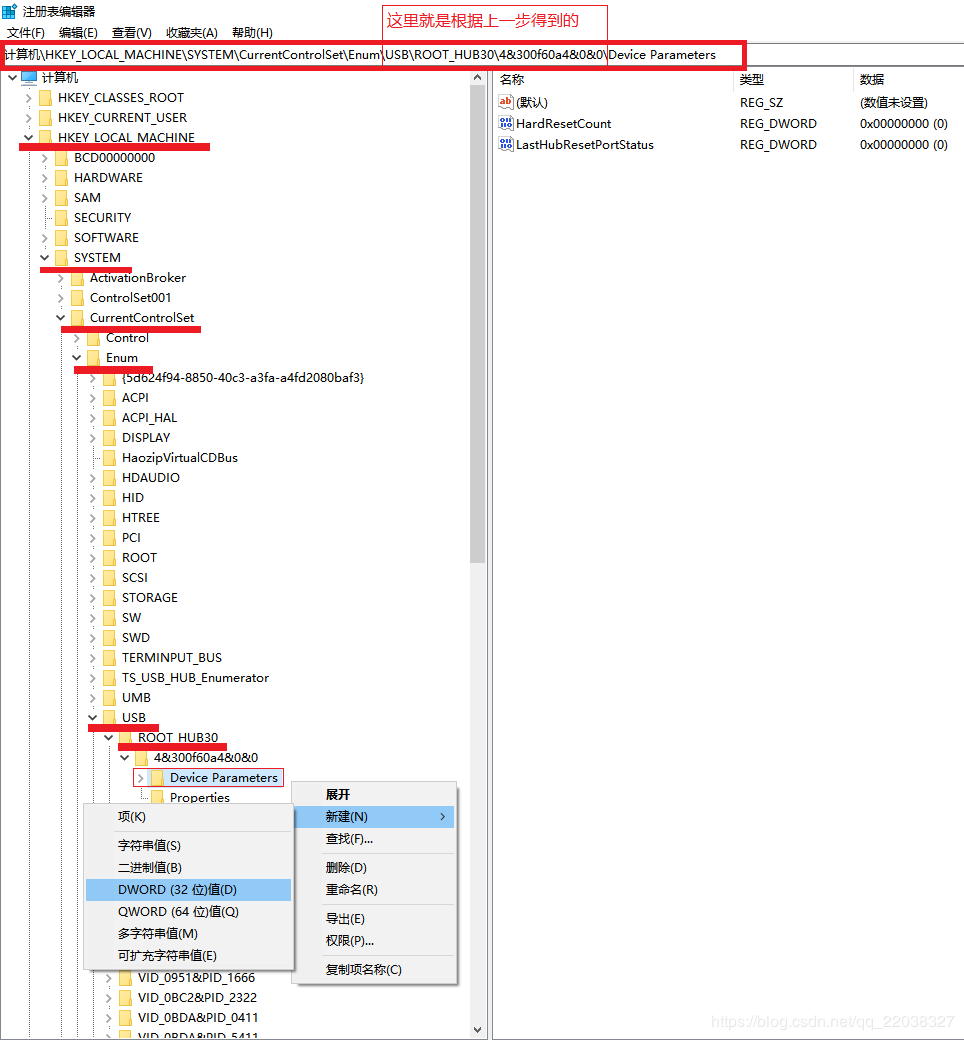 注册表编辑器
这里就是根据上一步得到的
文件(F) 编辑(E) 查看(V) 收藏夹(A) 帮助(H)
计算机\HKEY_LOCAL_MACHINE\SYSTEM\CurrentControlSet\Enum\USB\ROOT_HUB30\4&300f60a4&0&0\Device Parameters
计算机
HKEY_CLASSES_ROOT
HKEY_CURRENT_USER
HKEY_LOCAL_MACHINE
BCD00000000
HARDWARE
SAM
SECURITY
SOFTWARE
SYSTEM
ActivationBroker
ControlSet001
CurrentControlSet
Control
Enum
{5d624f94-8850-40c3-a3fa-a4fd2080baf3}
ACPI
ACPI_HAL
DISPLAY
HaozipVirtualCDBus
HDAUDIO
HID
HTREE
PCI
ROOT
SCSI
STORAGE
SW
SWD
TERMINPUT_BUS
TS_USB_HUB_Enumerator
UMB
USB
ROOT_HUB30
4&300f60a4&0&0
Device Parameters
Properties
VID_0951&PID_1666
VID_0BC2&PID_2322
VID_0BDA&PID_0411
VID_0BDA&PID_5411
名称 类型 数据
ab (默认) REG_SZ (数值未设置)
HardResetCount REG_DWORD 0x00000000 (0)
LastHubResetPortStatus REG_DWORD 0x00000000 (0)
展开
新建(N)
查找(F)...
删除(D)
重命名(R)
导出(E)
权限(P)...
复制项名称(C)
项(K)
字符串值(S)
二进制值(B)
DWORD (32 位)值(D)
QWORD (64 位)值(Q)
多字符串值(M)
可扩充字符串值(E)
https://blog.csdn.net/qq_22038327